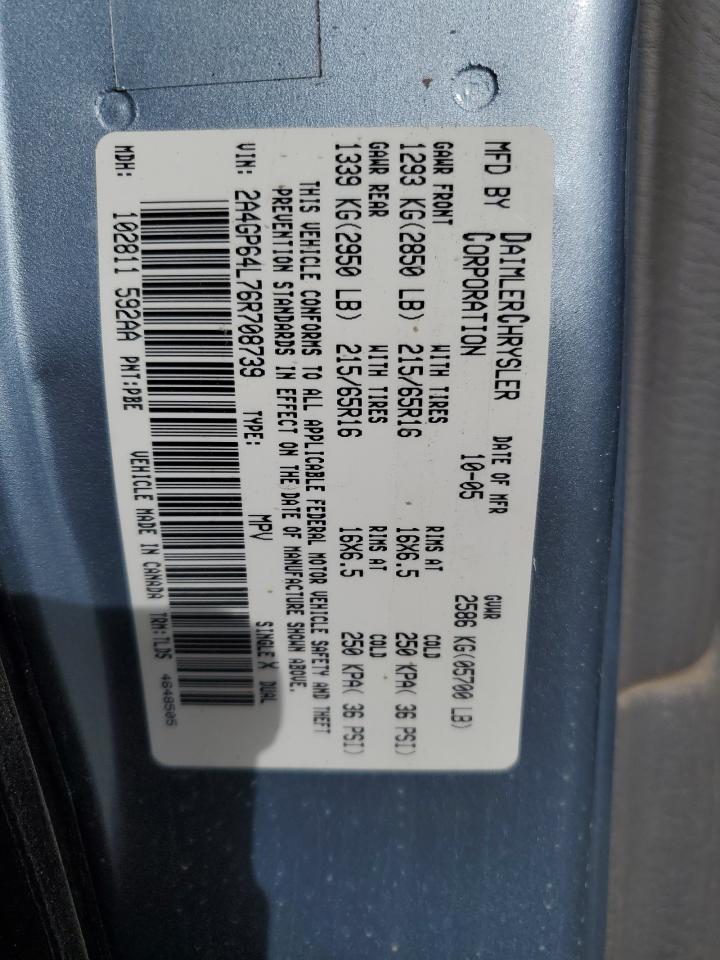 MFD BY DAIMLERCHRYSLER CORPORATION DATE OF MFR 10-05 GVWR 2586 KG(05700 LB)
GAWR FRONT WITH TIRES RIMS AT COLD
1293 KG(2850 LB) 215/65R16 16X6.5 250 KPA( 36 PSI)
GAWR REAR WITH TIRES RIMS AT COLD
1339 KG(2950 LB) 215/65R16 16X6.5 250 KPA( 36 PSI)
THIS VEHICLE CONFORMS TO ALL APPLICABLE FEDERAL MOTOR VEHICLE SAFETY AND THEFT
PREVENTION STANDARDS IN EFFECT ON THE DATE OF MANUFACTURE SHOWN ABOVE.
VIN: 2A4GP64L76R708739 TYPE: MPV SINGLE X DUAL
MDH: 102811 592AA PNT:PBE VEHICLE MADE IN CANADA TRM:TLDS 4648505